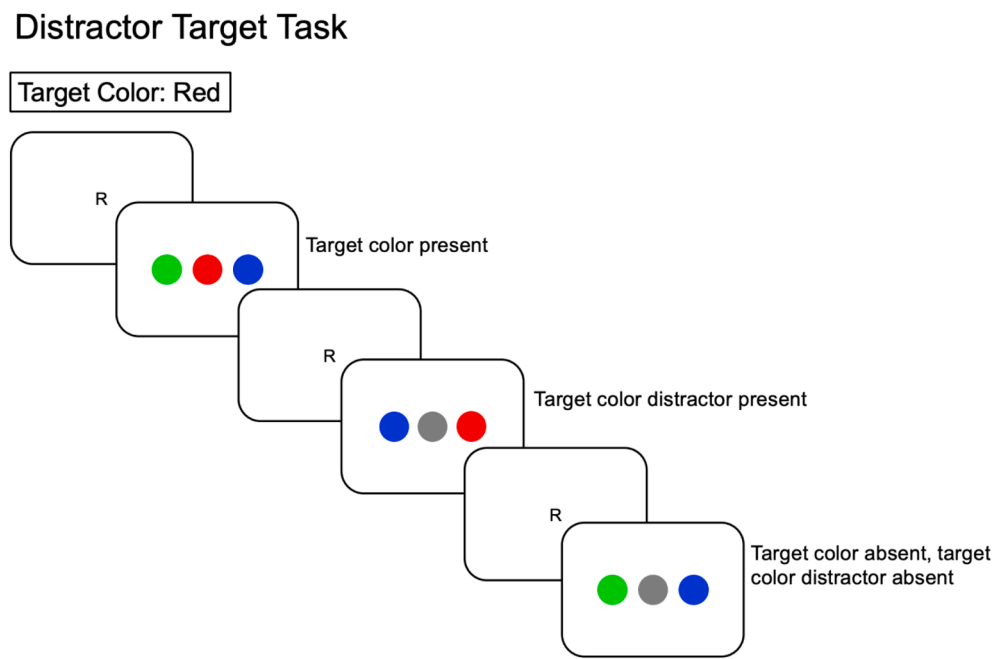 Distractor Target Task
Target Color: Red
R
Target color present
R
Target color distractor present
R
Target color absent, target
color distractor absent